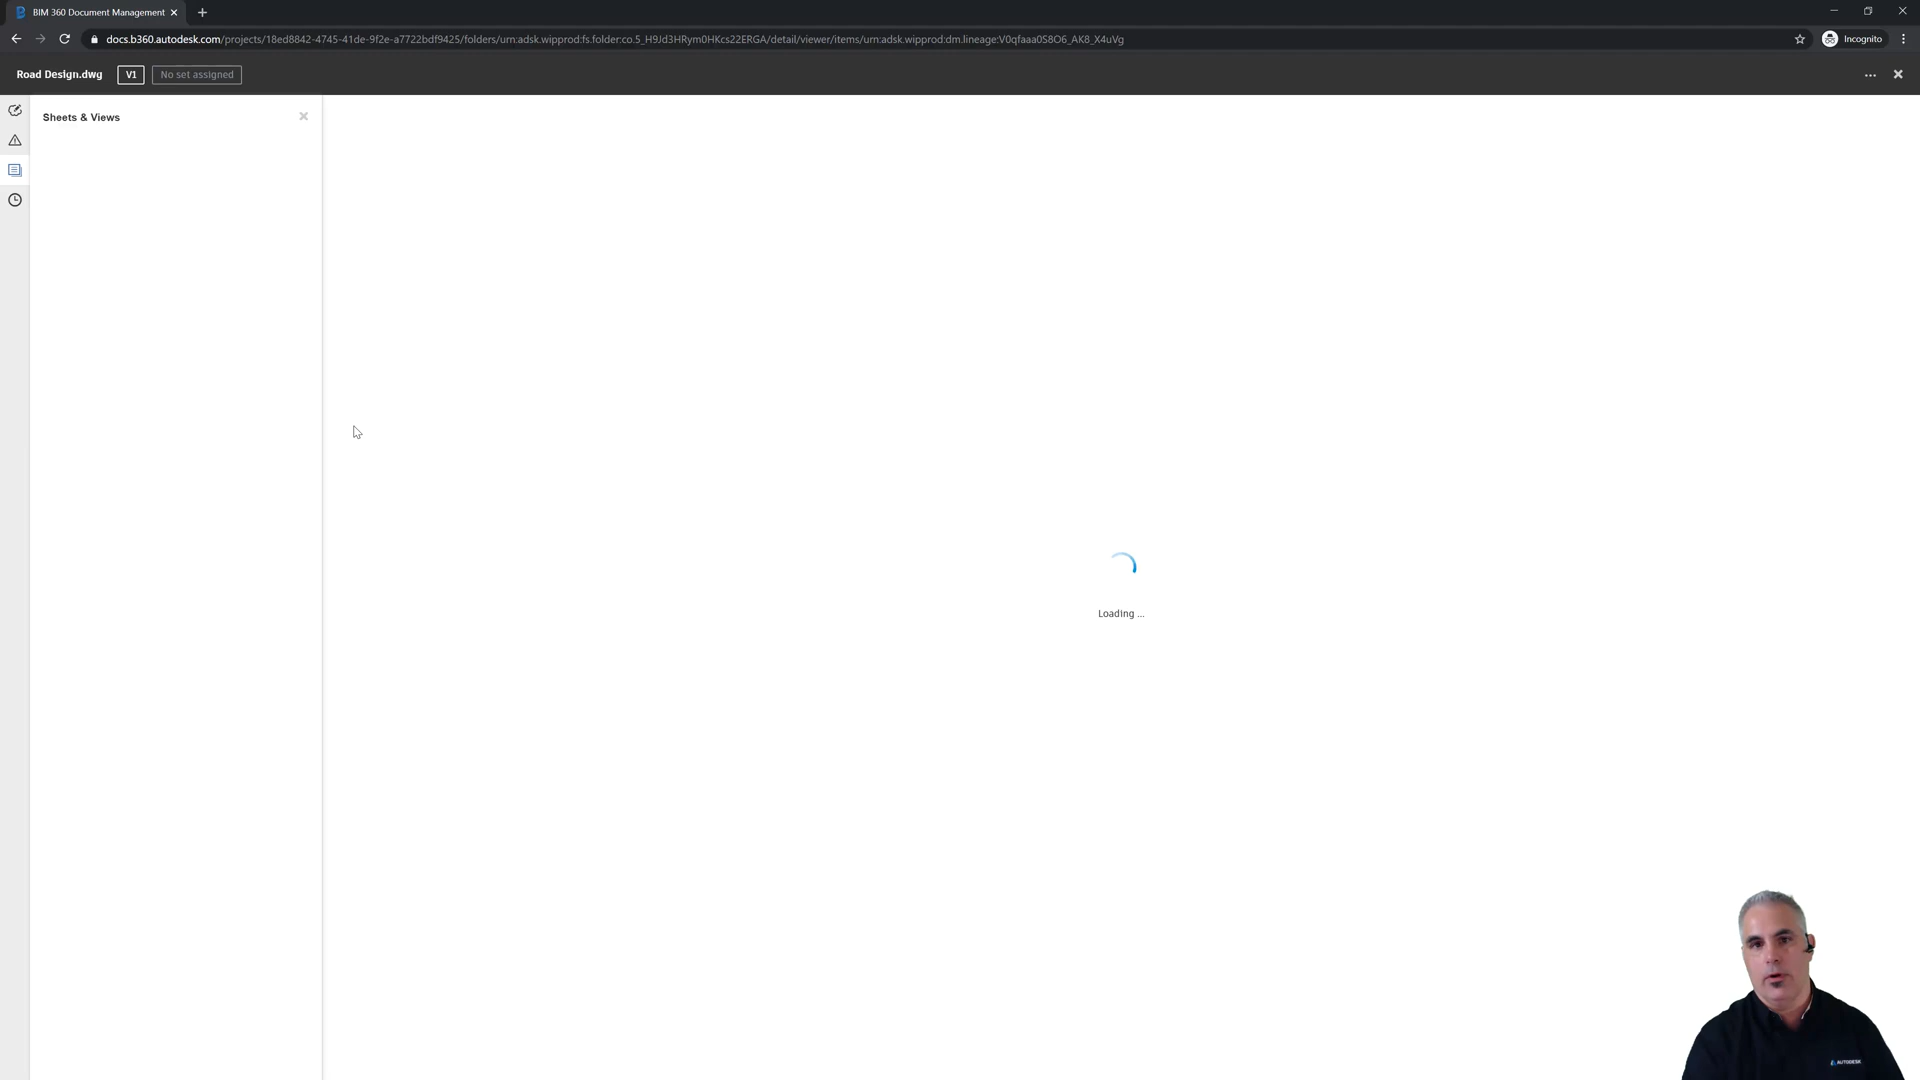 BIM 360 Document Management
docs.b360.autodesk.com/projects/18ed8842-4745-41de-9f2e-a7722bdf9425/folders/urn:adsk.wipprod:fs.folder:co.5_H9Jd3HRym0HKcs22ERGA/detail/viewer/items/urn:adsk.wipprod:dm.lineage:V0qfaaa0S8O6_AK8_X4uVg
Incognito
Road Design.dwg V1 No set assigned
Sheets & Views
Loading ...
AUTODESK